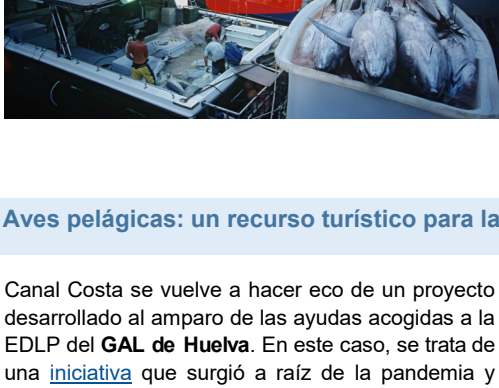 Aves pelágicas: un recurso turístico para la
Canal Costa se vuelve a hacer eco de un proyecto
desarrollado al amparo de las ayudas acogidas a la
EDLP del GAL de Huelva. En este caso, se trata de
una iniciativa que surgió a raíz de la pandemia y